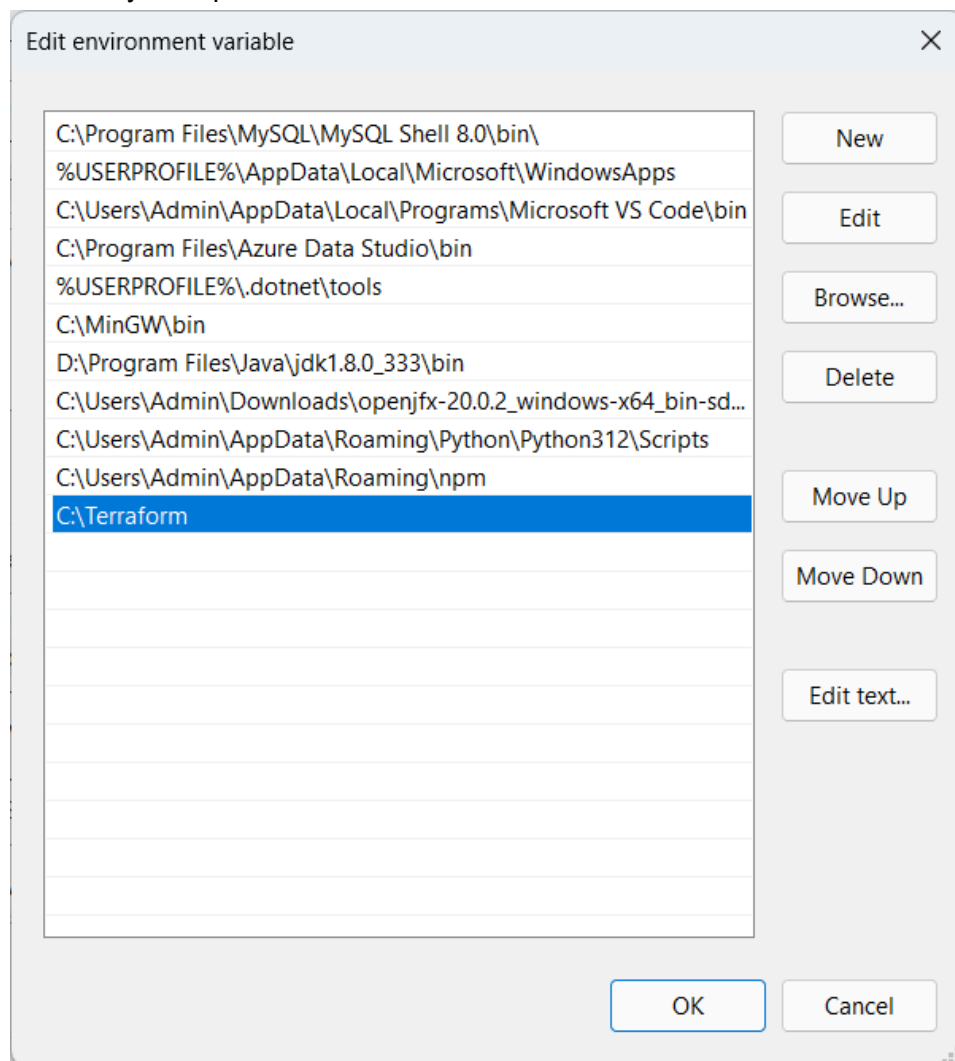 Edit environment variable
C:\Program Files\MySQL\MySQL Shell 8.0\bin\
New
%USERPROFILE%\AppData\Local\Microsoft\WindowsApps
C:\Users\Admin\AppData\Local\Programs\Microsoft VS Code\bin
Edit
C:\Program Files\Azure Data Studio\bin
%USERPROFILE%\.dotnet\tools
Browse...
C:\MinGW\bin
D:\Program Files\Java\jdk1.8.0_333\bin
Delete
C:\Users\Admin\Downloads\openjfx-20.0.2_windows-x64_bin-sd...
C:\Users\Admin\AppData\Roaming\Python\Python312\Scripts
C:\Users\Admin\AppData\Roaming\npm
Move Up
C:\Terraform
Move Down
Edit text...
OK
Cancel